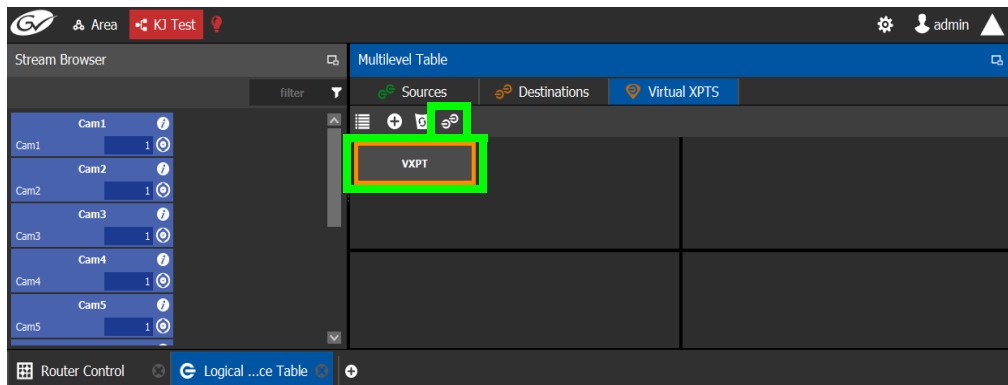 GV Area KJ Test admin
Stream Browser
Multilevel Table
filter
Sources Destinations Virtual XPTS
Cam1
Cam1 1
Cam2
Cam2 1
Cam3
Cam3 1
Cam4
Cam4 1
Cam5
Cam5 1
VXPT
Router Control Logical ...ce Table